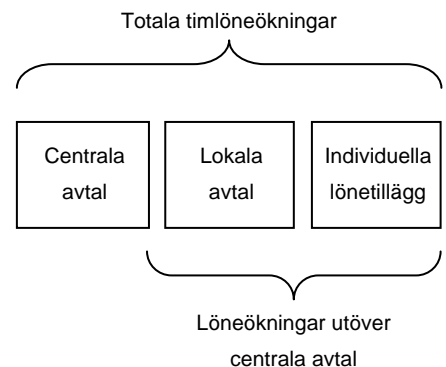 Totala timlöneökningar
Centrala
avtal
Lokala
avtal
Individuella
lönetillägg
Löneökningar utöver
centrala avtal